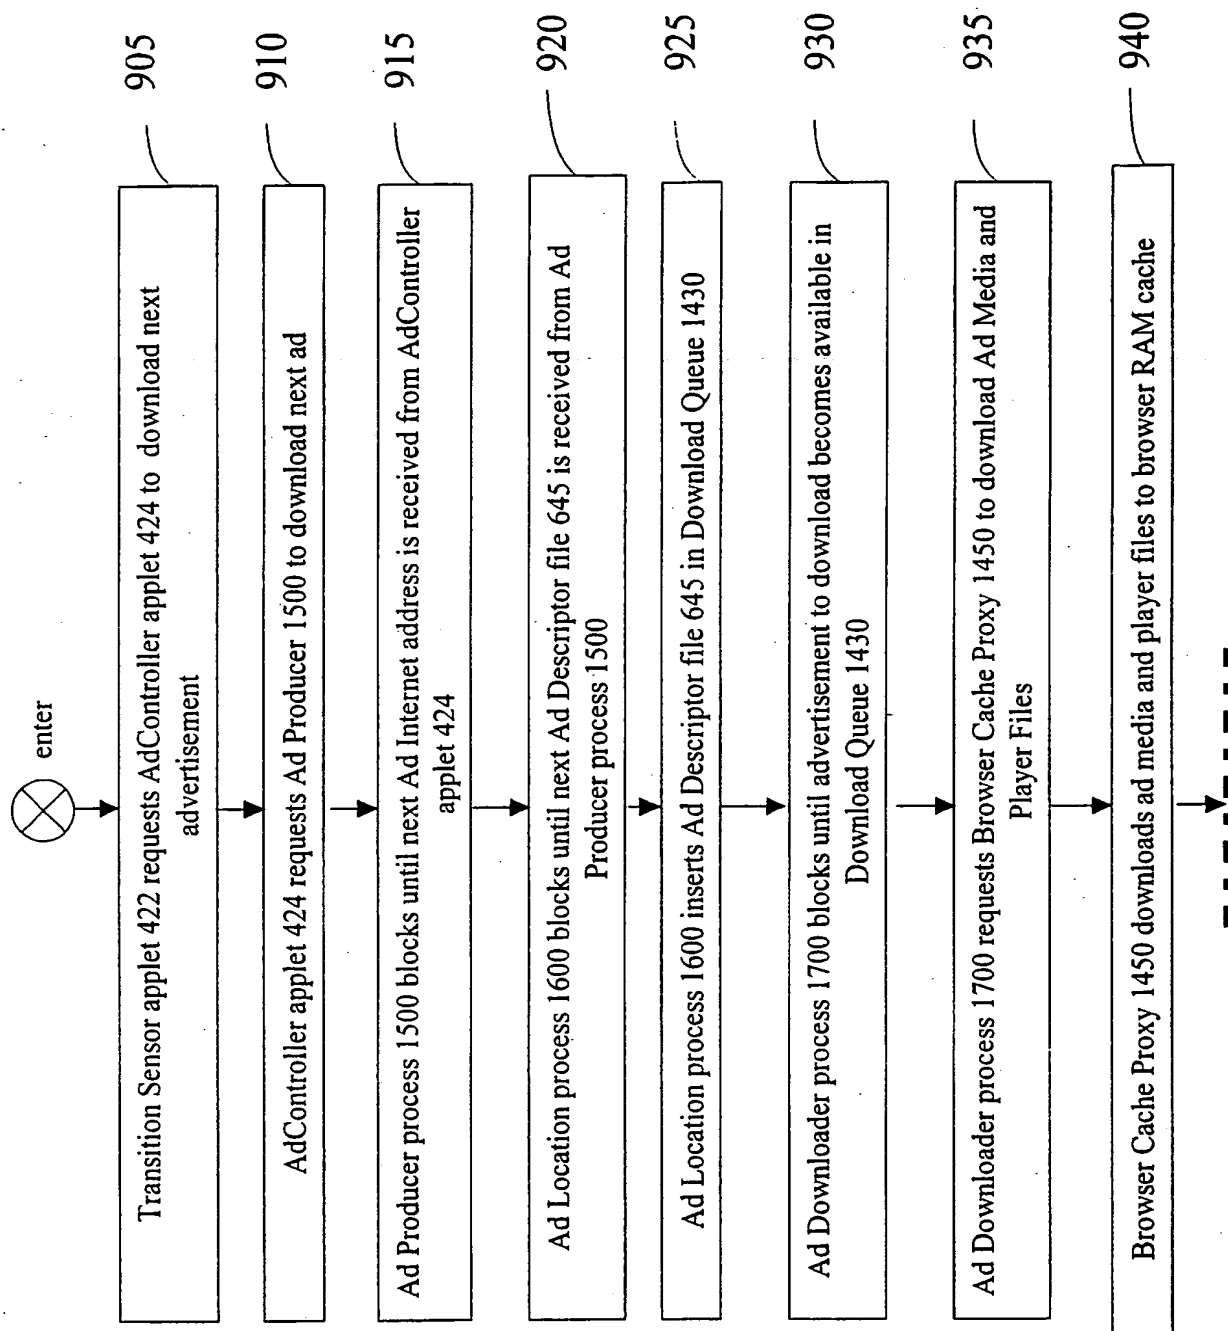 enter
Transition Sensor applet 422 requests AdController applet 424 to download next
advertisement
905
AdController applet 424 requests Ad Producer 1500 to download next ad
910
Ad Producer process 1500 blocks until next Ad Internet address is received from AdController
applet 424
915
Ad Location process 1600 blocks until next Ad Descriptor file 645 is received from Ad
Producer process 1500
920
Ad Location process 1600 inserts Ad Descriptor file 645 in Download Queue 1430
925
Ad Downloader process 1700 blocks until advertisement to download becomes available in
Download Queue 1430
930
Ad Downloader process 1700 requests Browser Cache Proxy 1450 to download Ad Media and
Player Files
935
Browser Cache Proxy 1450 downloads ad media and player files to browser RAM cache
940